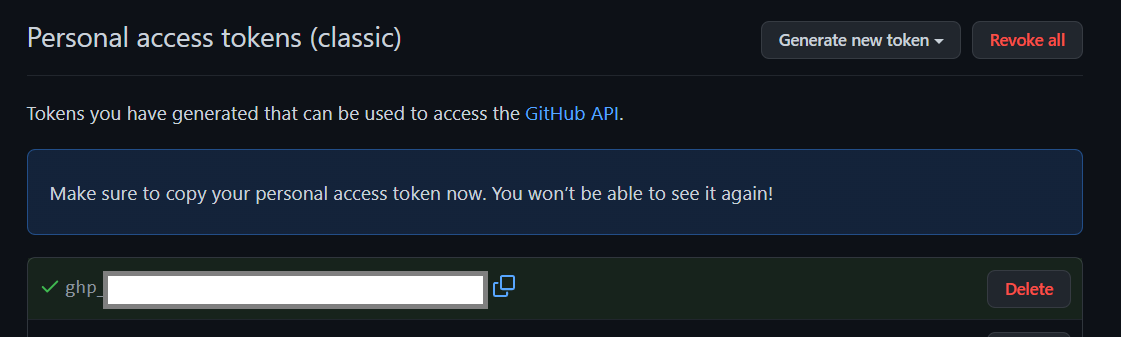 Personal access tokens (classic)
Generate new token
Revoke all
Tokens you have generated that can be used to access the GitHub API.
Make sure to copy your personal access token now. You won’t be able to see it again!
ghp_
Delete